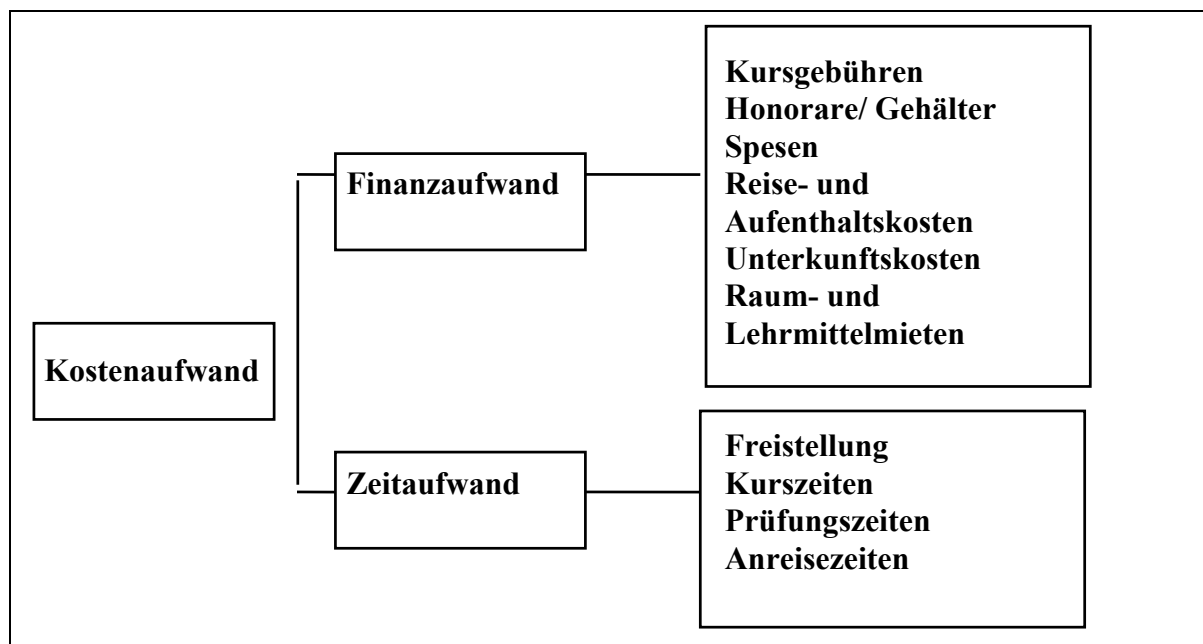 Kostenaufwand
Finanzaufwand
Kursgebühren
Honorare/ Gehälter
Spesen
Reise- und
Aufenthaltskosten
Unterkunftskosten
Raum- und
Lehrmittelmieten
Zeitaufwand
Freistellung
Kurszeiten
Prüfungszeiten
Anreisezeiten